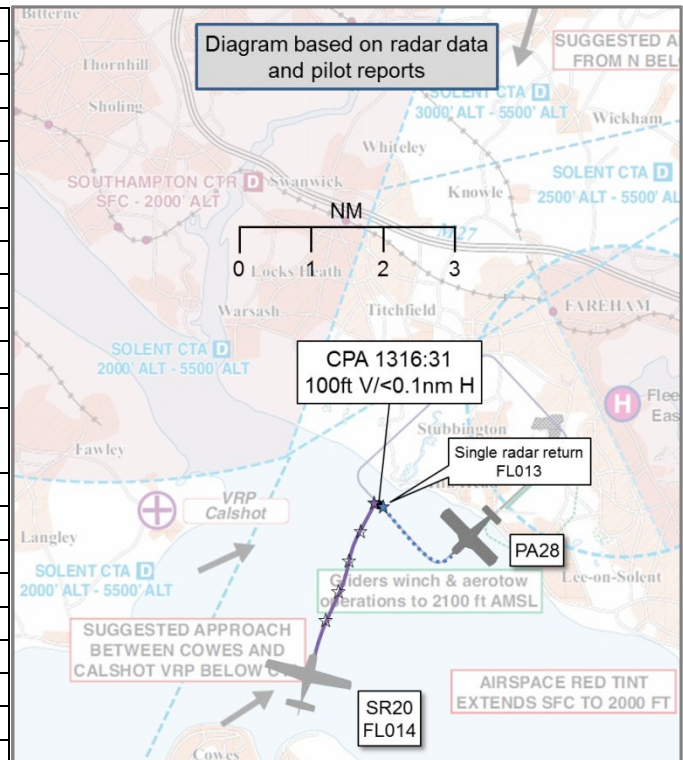 Bitterne
Diagram based on radar data
and pilot reports
SUGGESTED A
FROM N BEL
Thornhill
Sholing
SOLENT CTA D
3000' ALT - 5500' ALT
Wickham
Whiteley
SOUTHAMPTON CTR D
SFC - 2000' ALT
Swanwick
Knowle
SOLENT CTA D
2500' ALT - 5500' AL
NM
M27
0 1 2 3
Locks Heath
Warsash
Titchfield
FAREHAM
SOLENT CTA D
2000' ALT - 5500' ALT
CPA 1316:31
100ft V/<0.1nm H
H
Flee
Eas
Stubbington
Fawley
Single radar return
FL013
VRP
Calshot
Langley
PA28
SOLENT CTA D
2000' ALT - 5500' ALT
Gliders winch & aerotow
operations to 2100 ft AMSL
Lee-on-Solent
SUGGESTED APPROACH
BETWEEN COWES AND
CALSHOT VRP BELOW
AIRSPACE RED TINT
EXTENDS SFC TO 2000 FT
SR20
FL014
Cowes